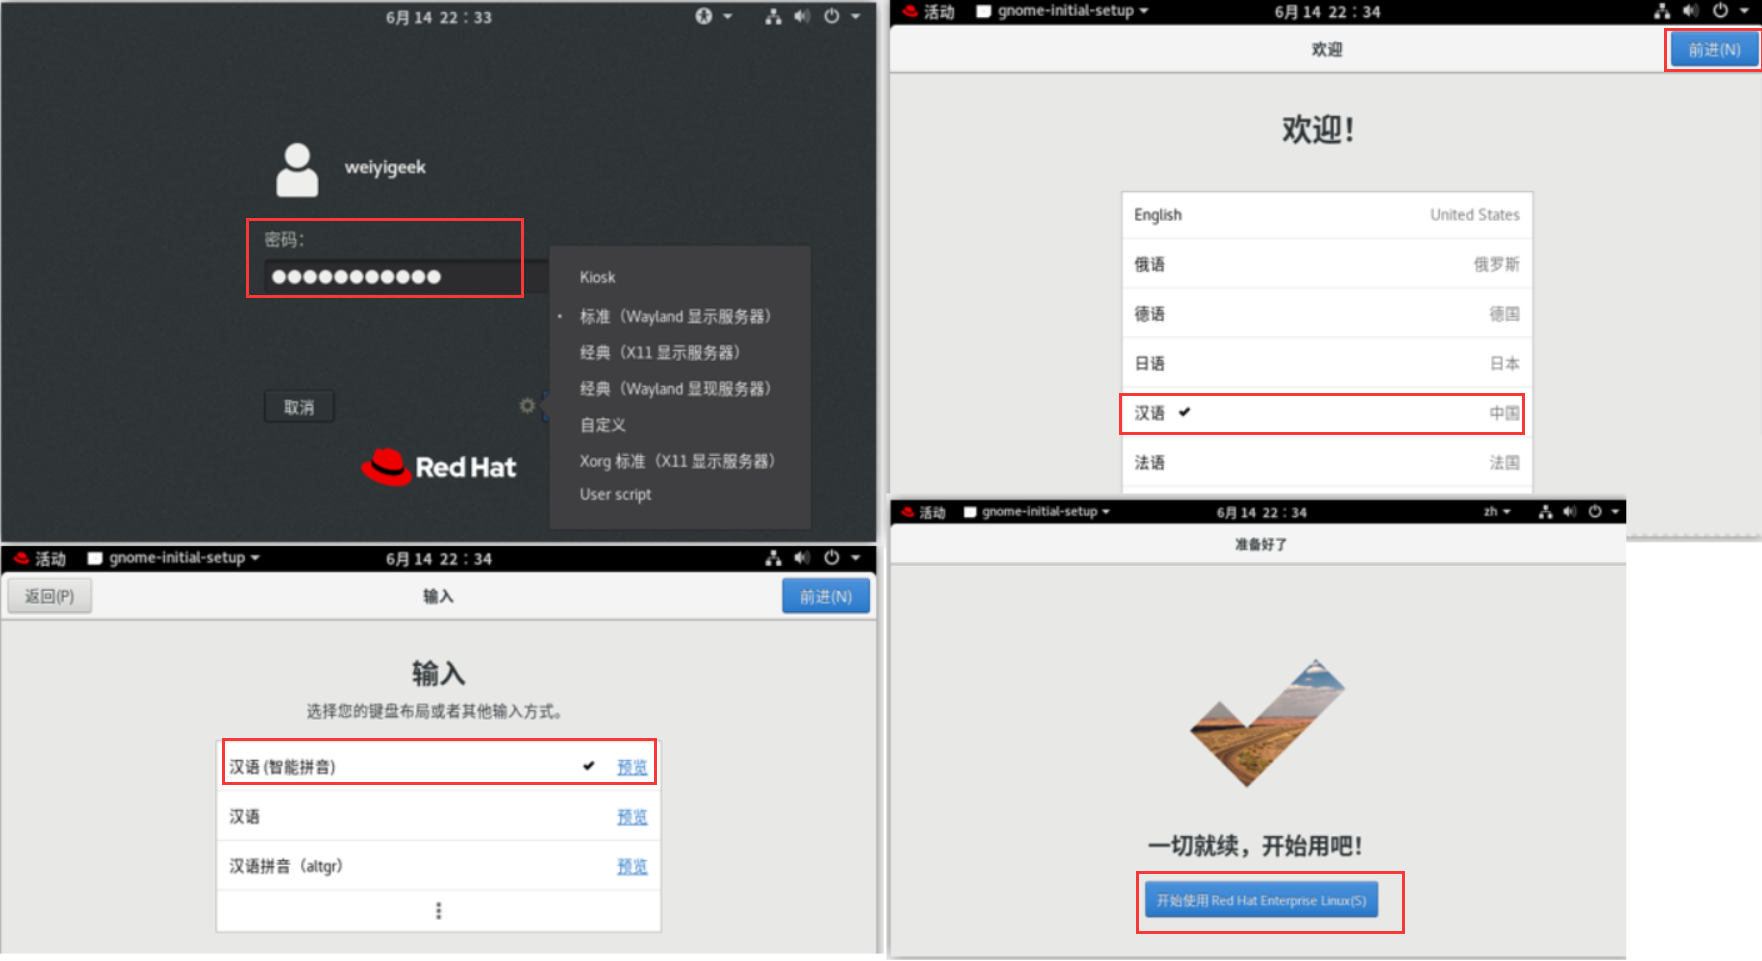 6月 14 22：33
weiyigeek
密码：
●●●●●●●●●●●
取消
Red Hat
Kiosk
标准（Wayland 显示服务器）
经典（X11 显示服务器）
经典（Wayland 显现服务器）
自定义
Xorg 标准（X11 显示服务器）
User script
活动 gnome-initial-setup 6月 14 22：34
欢迎 前进(N)
欢迎！
English United States
俄语 俄罗斯
德语 德国
日语 日本
汉语 ✔ 中国
法语 法国
活动 gnome-initial-setup 6月 14 22：34
返回(P) 输入 前进(N)
输入
选择您的键盘布局或者其他输入方式。
汉语 (智能拼音) ✔ 预览
汉语 预览
汉语拼音（altgr） 预览
活动 gnome-initial-setup 6月 14 22：34 zh
准备好了
一切就续，开始用吧！
开始使用 Red Hat Enterprise Linux(S)